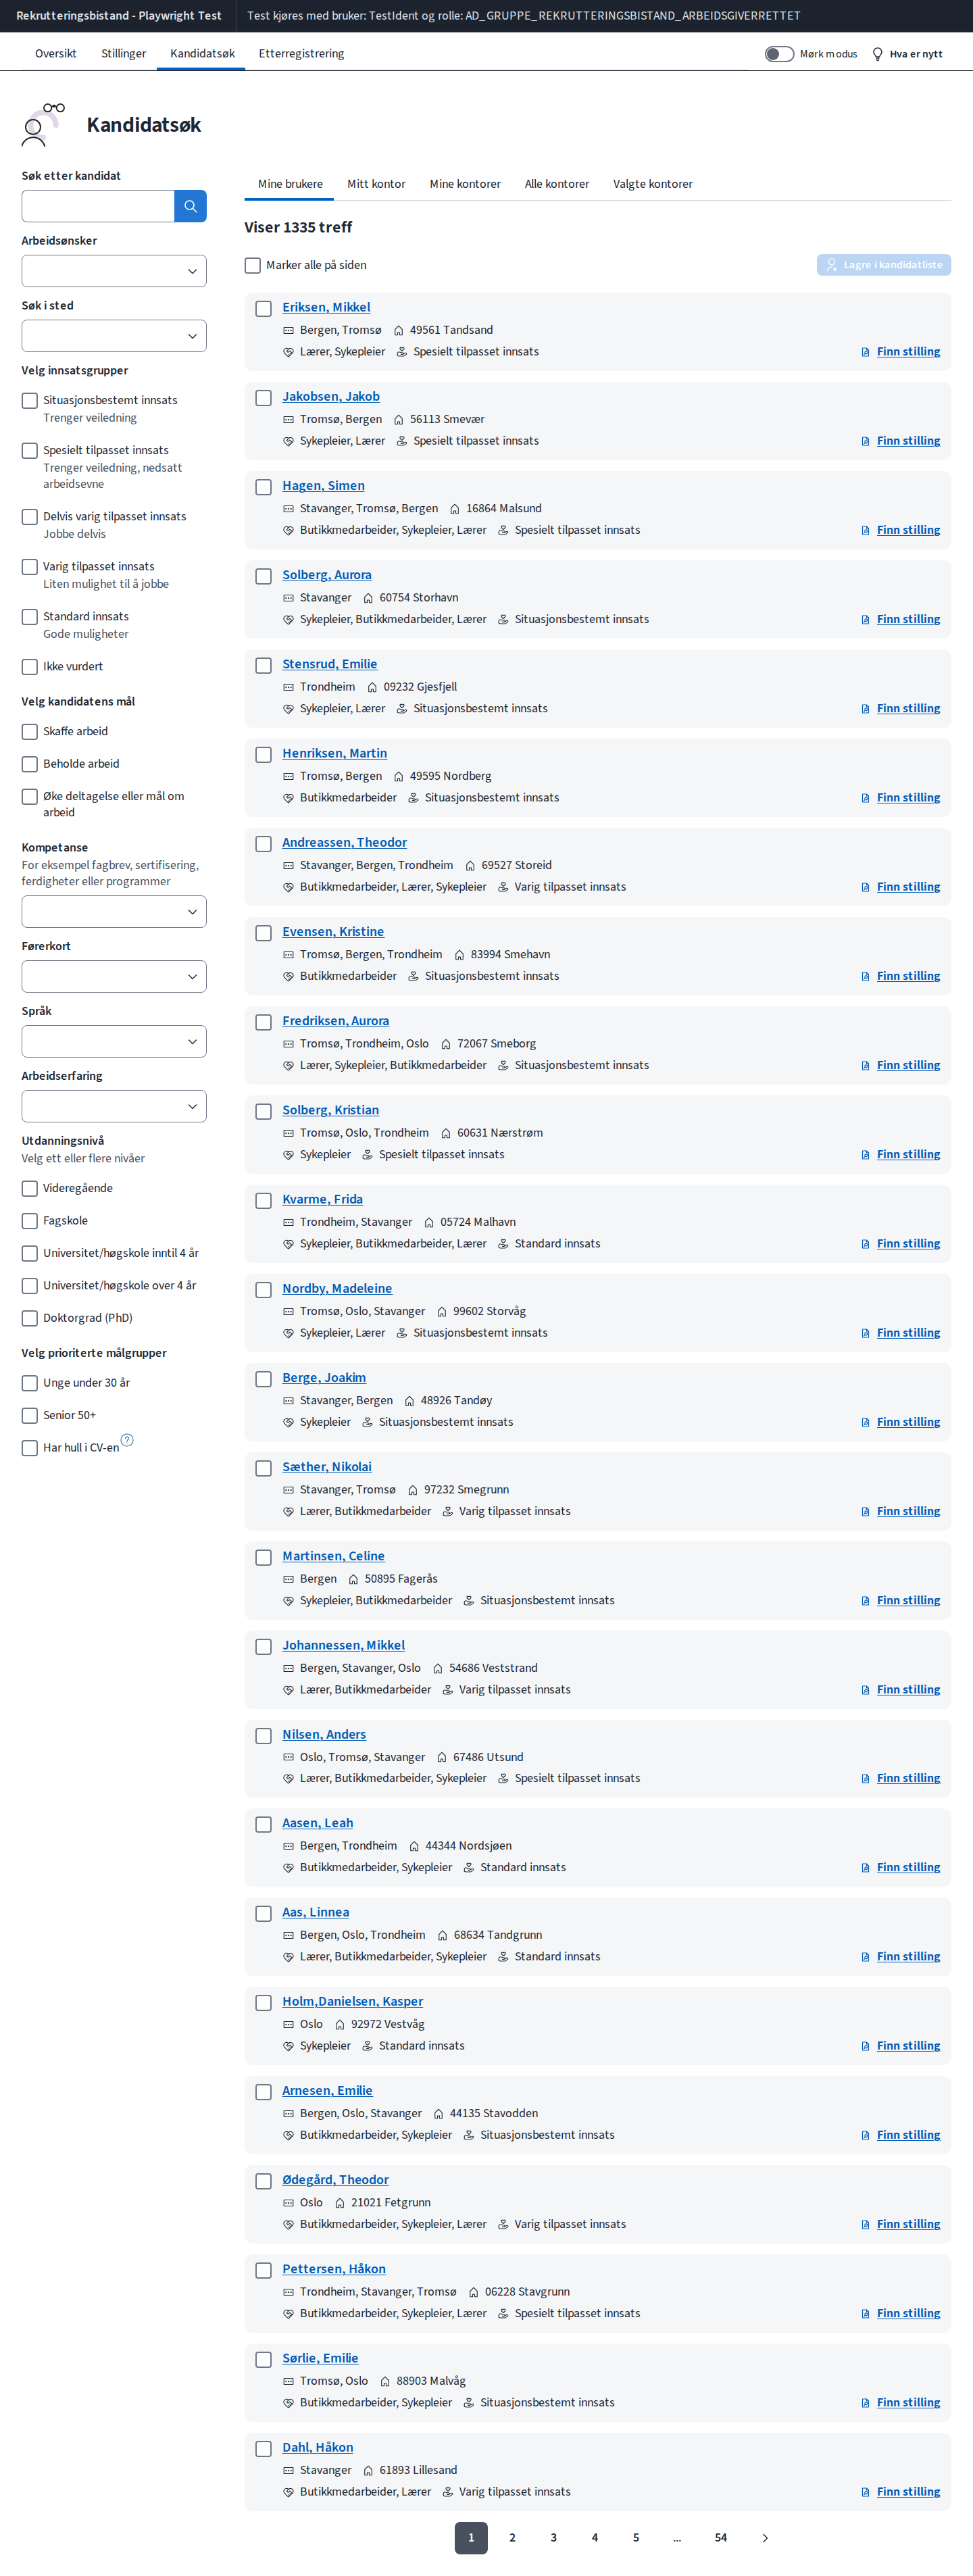 Rekrutteringsbistand - Playwright Test
Test kjøres med bruker: TestIdent og rolle: AD_GRUPPE_REKRUTTERINGSBISTAND_ARBEIDSGIVERRETTET
Oversikt
Stillinger
Kandidatsøk
Etterregistrering
Mørk modus
Hva er nytt
Kandidatsøk
Søk etter kandidat
Arbeidsønsker
Søk i sted
Velg innsatsgrupper
Situasjonsbestemt innsats
Trenger veiledning
Spesielt tilpasset innsats
Trenger veiledning, nedsatt
arbeidsevne
Delvis varig tilpasset innsats
Jobbe delvis
Varig tilpasset innsats
Liten mulighet til å jobbe
Standard innsats
Gode muligheter
Ikke vurdert
Velg kandidatens mål
Skaffe arbeid
Beholde arbeid
Øke deltagelse eller mål om
arbeid
Kompetanse
For eksempel fagbrev, sertifisering,
ferdigheter eller programmer
Førerkort
Språk
Arbeidserfaring
Utdanningsnivå
Velg ett eller flere nivåer
Videregående
Fagskole
Universitet/høgskole inntil 4 år
Universitet/høgskole over 4 år
Doktorgrad (PhD)
Velg prioriterte målgrupper
Unge under 30 år
Senior 50+
Har hull i CV-en
Mine brukere
Mitt kontor
Mine kontorer
Alle kontorer
Valgte kontorer
Viser 1335 treff
Marker alle på siden
Lagre i kandidatliste
Eriksen, Mikkel
Bergen, Tromsø 49561 Tandsand
Lærer, Sykepleier Spesielt tilpasset innsats Finn stilling
Jakobsen, Jakob
Tromsø, Bergen 56113 Smevær
Sykepleier, Lærer Spesielt tilpasset innsats Finn stilling
Hagen, Simen
Stavanger, Tromsø, Bergen 16864 Malsund
Butikkmedarbeider, Sykepleier, Lærer Spesielt tilpasset innsats Finn stilling
Solberg, Aurora
Stavanger 60754 Storhavn
Sykepleier, Butikkmedarbeider, Lærer Situasjonsbestemt innsats Finn stilling
Stensrud, Emilie
Trondheim 09232 Gjesfjell
Sykepleier, Lærer Situasjonsbestemt innsats Finn stilling
Henriksen, Martin
Tromsø, Bergen 49595 Nordberg
Butikkmedarbeider Situasjonsbestemt innsats Finn stilling
Andreassen, Theodor
Stavanger, Bergen, Trondheim 69527 Storeid
Butikkmedarbeider, Lærer, Sykepleier Varig tilpasset innsats Finn stilling
Evensen, Kristine
Tromsø, Bergen, Trondheim 83994 Smehavn
Butikkmedarbeider Situasjonsbestemt innsats Finn stilling
Fredriksen, Aurora
Tromsø, Trondheim, Oslo 72067 Smeborg
Lærer, Sykepleier, Butikkmedarbeider Situasjonsbestemt innsats Finn stilling
Solberg, Kristian
Tromsø, Oslo, Trondheim 60631 Nærstrøm
Sykepleier Spesielt tilpasset innsats Finn stilling
Kvarme, Frida
Trondheim, Stavanger 05724 Malhavn
Sykepleier, Butikkmedarbeider, Lærer Standard innsats Finn stilling
Nordby, Madeleine
Tromsø, Oslo, Stavanger 99602 Storvåg
Sykepleier, Lærer Situasjonsbestemt innsats Finn stilling
Berge, Joakim
Stavanger, Bergen 48926 Tandøy
Sykepleier Situasjonsbestemt innsats Finn stilling
Sæther, Nikolai
Stavanger, Tromsø 97232 Smegrunn
Lærer, Butikkmedarbeider Varig tilpasset innsats Finn stilling
Martinsen, Celine
Bergen 50895 Fagerås
Sykepleier, Butikkmedarbeider Situasjonsbestemt innsats Finn stilling
Johannessen, Mikkel
Bergen, Stavanger, Oslo 54686 Veststrand
Lærer, Butikkmedarbeider Varig tilpasset innsats Finn stilling
Nilsen, Anders
Oslo, Tromsø, Stavanger 67486 Utsund
Lærer, Butikkmedarbeider, Sykepleier Spesielt tilpasset innsats Finn stilling
Aasen, Leah
Bergen, Trondheim 44344 Nordsjøen
Butikkmedarbeider, Sykepleier Standard innsats Finn stilling
Aas, Linnea
Bergen, Oslo, Trondheim 68634 Tandgrunn
Lærer, Butikkmedarbeider, Sykepleier Standard innsats Finn stilling
Holm,Danielsen, Kasper
Oslo 92972 Vestvåg
Sykepleier Standard innsats Finn stilling
Arnesen, Emilie
Bergen, Oslo, Stavanger 44135 Stavodden
Butikkmedarbeider, Sykepleier Situasjonsbestemt innsats Finn stilling
Ødegård, Theodor
Oslo 21021 Fetgrunn
Butikkmedarbeider, Sykepleier, Lærer Varig tilpasset innsats Finn stilling
Pettersen, Håkon
Trondheim, Stavanger, Tromsø 06228 Stavgrunn
Butikkmedarbeider, Sykepleier, Lærer Spesielt tilpasset innsats Finn stilling
Sørlie, Emilie
Tromsø, Oslo 88903 Malvåg
Butikkmedarbeider, Sykepleier Situasjonsbestemt innsats Finn stilling
Dahl, Håkon
Stavanger 61893 Lillesand
Butikkmedarbeider, Lærer Varig tilpasset innsats Finn stilling
1 2 3 4 5 ... 54